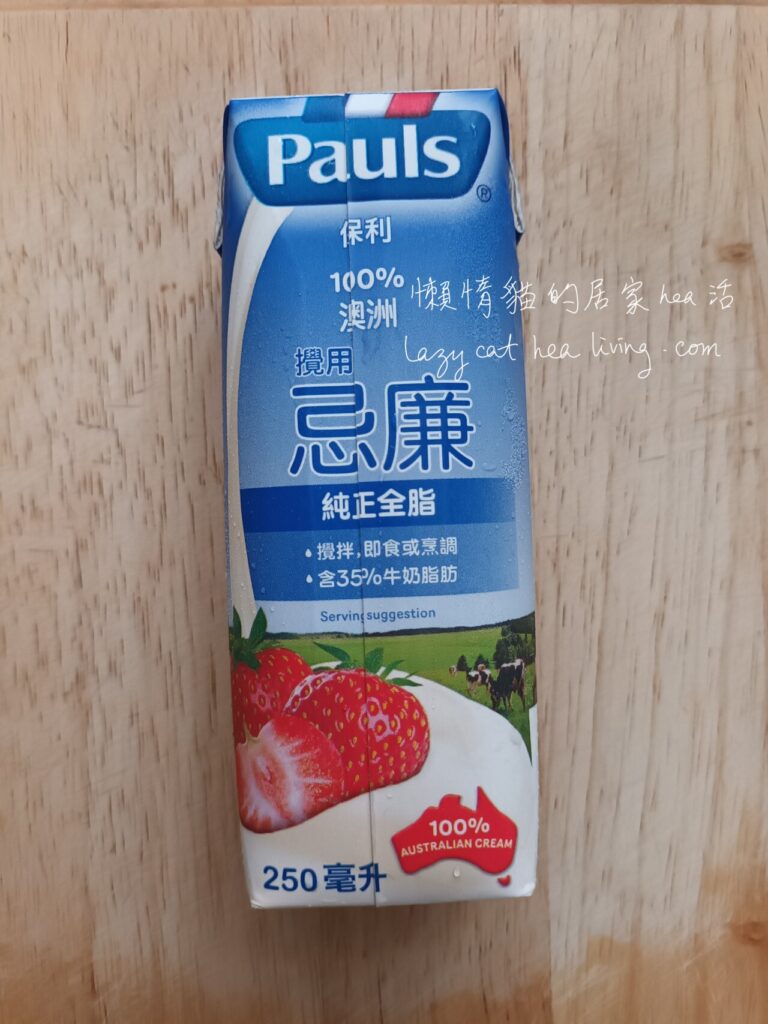 Pauls
®
保利
100%
澳洲
懶惰貓的居家hea活
lazy cat hea living.com
攪用
忌廉
純正全脂
• 攪拌,即食或烹調
• 含35%牛奶脂肪
Serving suggestion
100%
AUSTRALIAN CREAM
250毫升